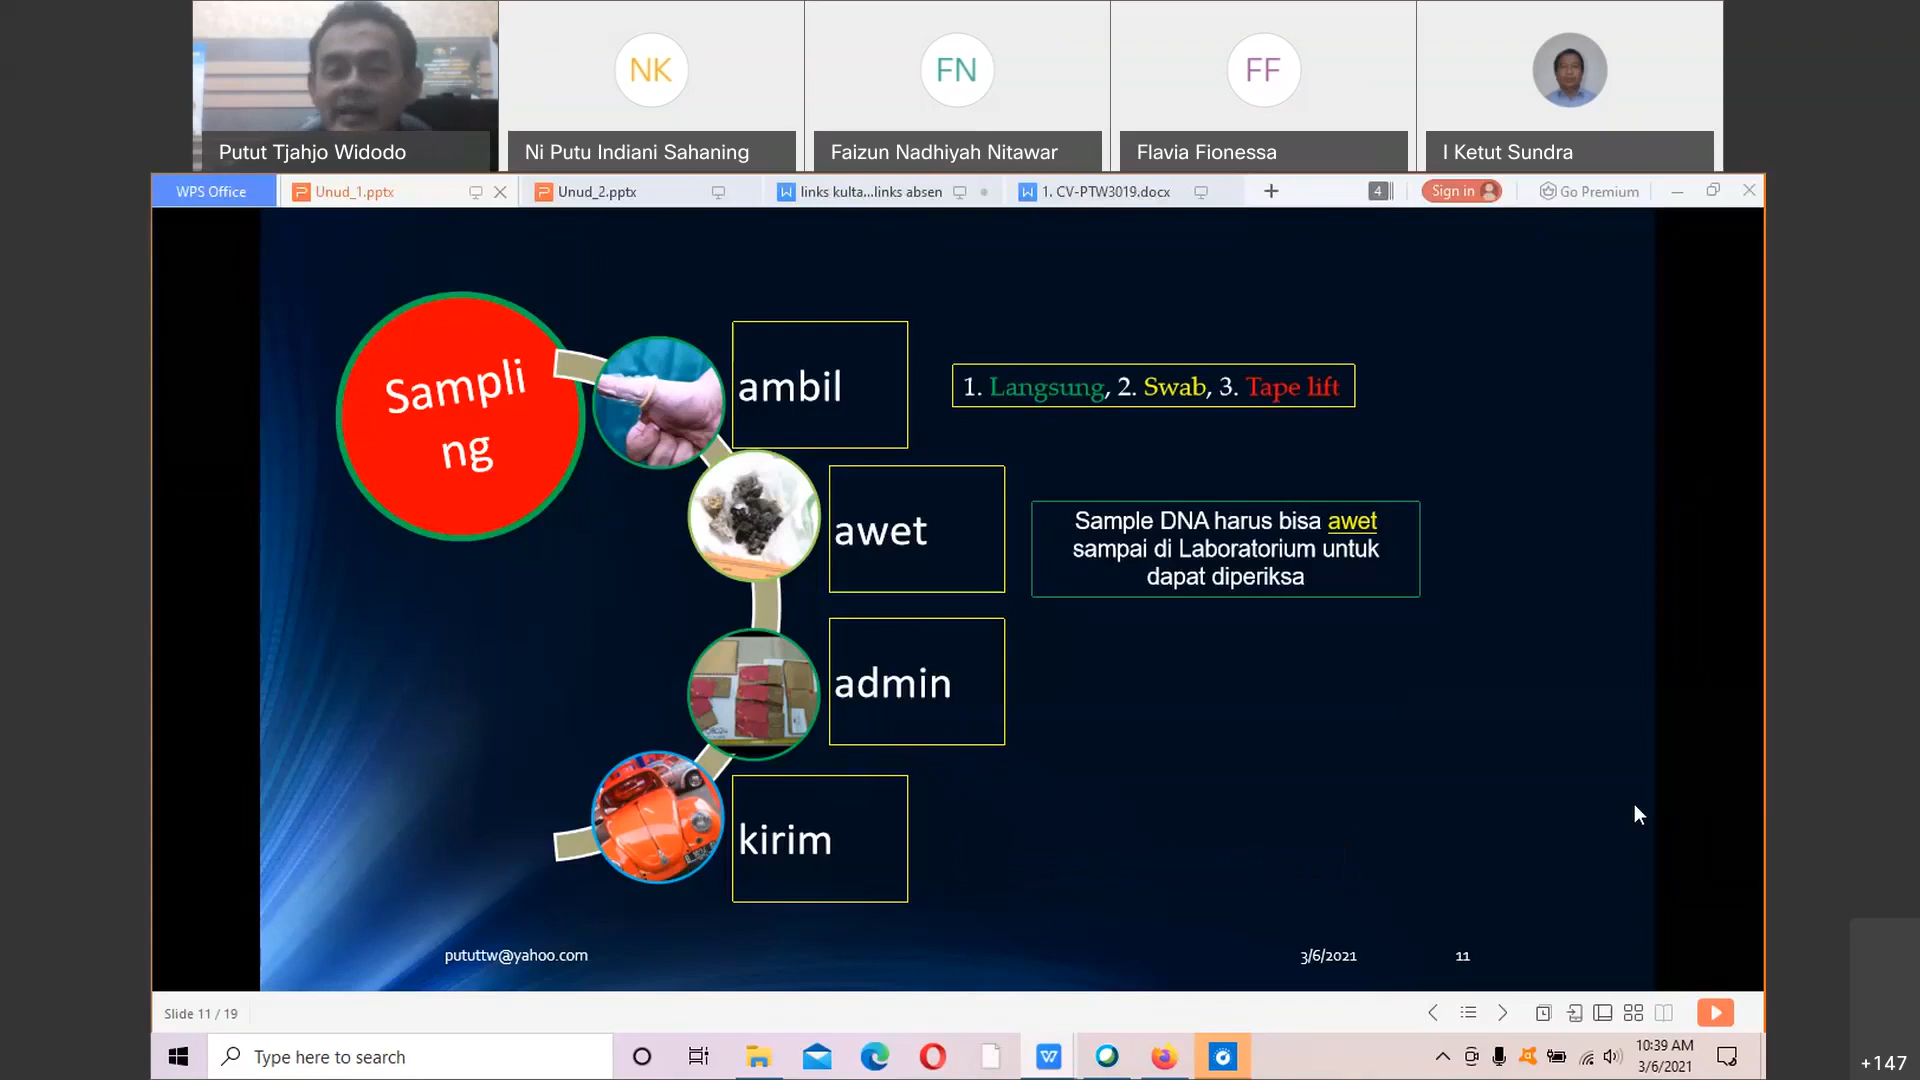 NK
FN
FF
Putut Tjahjo Widodo
Ni Putu Indiani Sahaning
Faizun Nadhiyah Nitawar
Flavia Fionessa
I Ketut Sundra
WPS Office
Unud_1.pptx
Unud_2.pptx
links kulta...links absen
1. CV-PTW3019.docx
4
Sign in
Go Premium
Sampli
ng
ambil
1. Langsung, 2. Swab, 3. Tape lift
awet
Sample DNA harus bisa awet
sampai di Laboratorium untuk
dapat diperiksa
admin
kirim
pututtw@yahoo.com
3/6/2021
11
Slide 11 / 19
Type here to search
10:39 AM
3/6/2021
+147